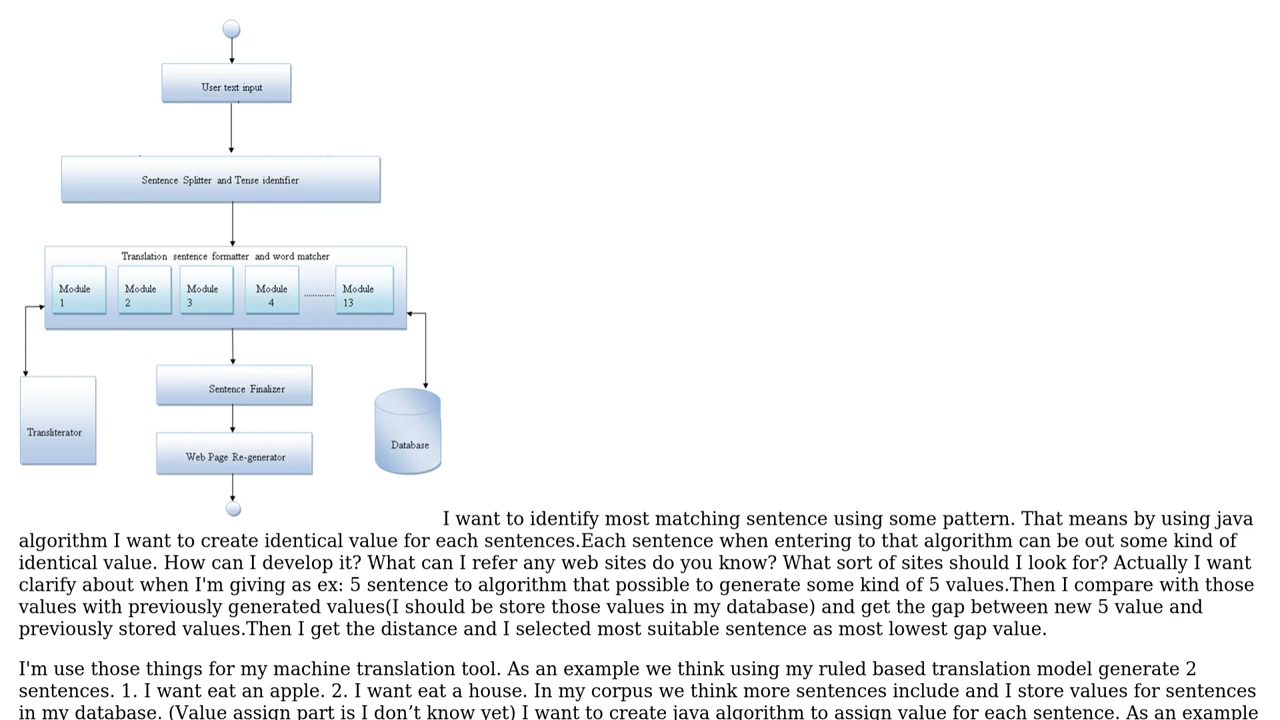 User text input
Sentence Splitter and Tense identifier
Translation sentence formatter and word matcher
Module
1
Module
2
Module
3
Module
4
.............
Module
13
Transliterator
Sentence Finalizer
Database
Web Page Re-generator
I want to identify most matching sentence using some pattern. That means by using java
algorithm I want to create identical value for each sentences.Each sentence when entering to that algorithm can be out some kind of
identical value. How can I develop it? What can I refer any web sites do you know? What sort of sites should I look for? Actually I want
clarify about when I'm giving as ex: 5 sentence to algorithm that possible to generate some kind of 5 values.Then I compare with those
values with previously generated values(I should be store those values in my database) and get the gap between new 5 value and
previously stored values.Then I get the distance and I selected most suitable sentence as most lowest gap value.
I'm use those things for my machine translation tool. As an example we think using my ruled based translation model generate 2
sentences. 1. I want eat an apple. 2. I want eat a house. In my corpus we think more sentences include and I store values for sentences
in my database. (Value assign part is I don’t know yet) I want to create java algorithm to assign value for each sentence. As an example